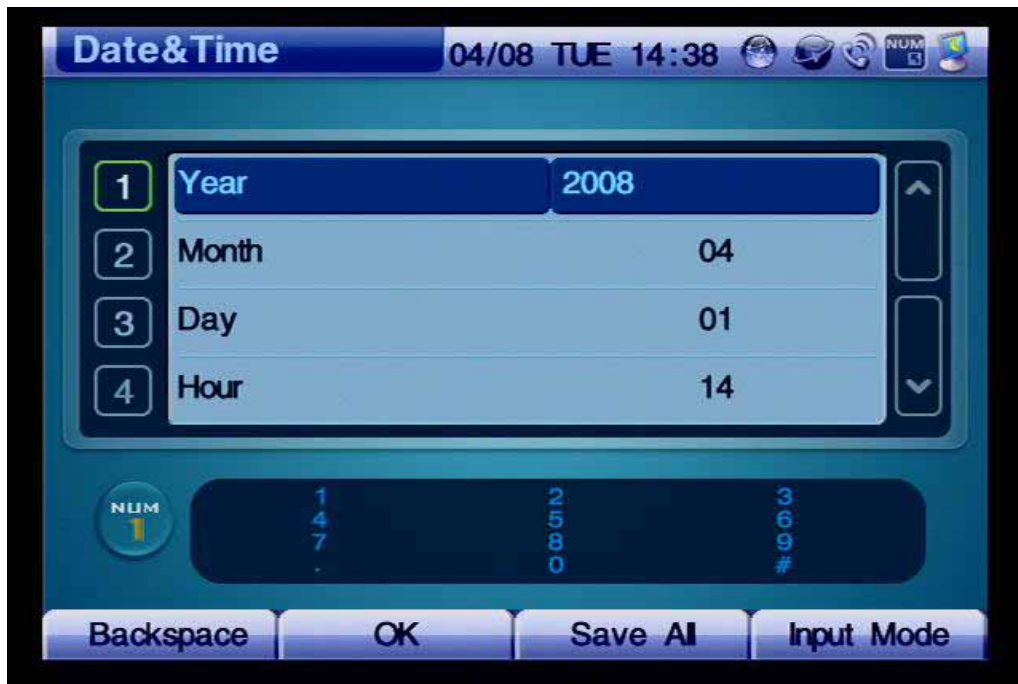 Date&Time 04/08 TUE 14:38 NUM
1 Year 2008
2 Month 04
3 Day 01
4 Hour 14
NUM
1
1 2 3
4 5 6
7 8 9
. 0 #
Backspace OK Save All Input Mode